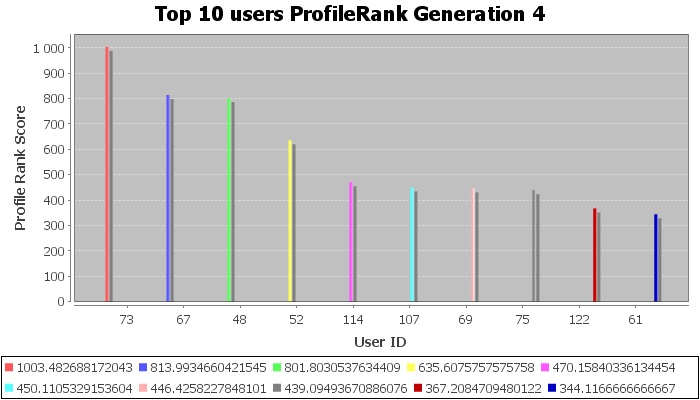 Top 10 users ProfileRank Generation 4
1 000
900
800
700
600
500
400
300
200
100
0
Profile Rank Score
73 67 48 52 114 107 69 75 122 61
User ID
1003.482688172043 813.9934660421545 801.8030537634409 635.6075757575758 470.15840336134454
450.1105329153604 446.4258227848101 439.09493670886076 367.2084709480122 344.1166666666667